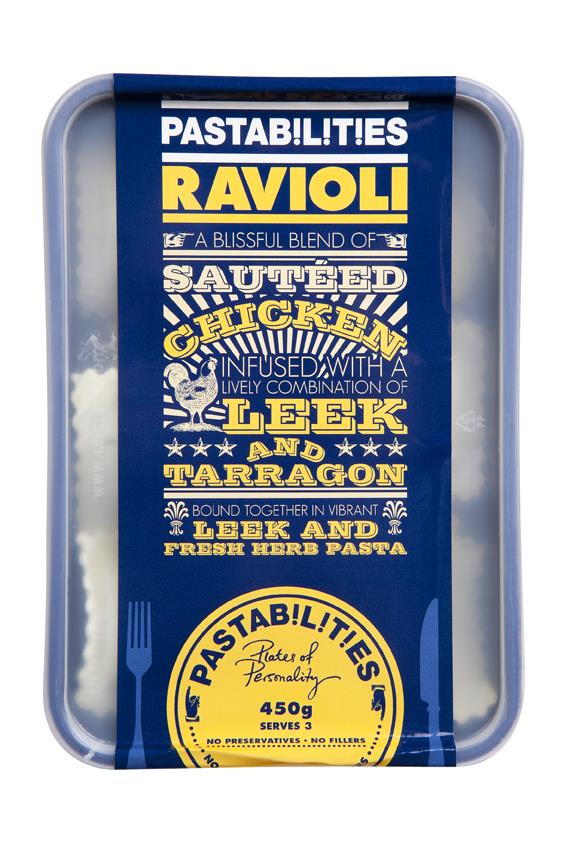 PASTAB!L!T!ES
RAVIOLI
A BLISSFUL BLEND OF
SAUTÉED
CHICKEN
INFUSED WITH A
LIVELY COMBINATION OF
LEEK
AND
TARRAGON
BOUND TOGETHER IN VIBRANT
LEEK AND
FRESH HERB PASTA
PASTAB!L!T!ES
Plates of
Personality
450g
SERVES 3
NO PRESERVATIVES • NO FILLERS
PP